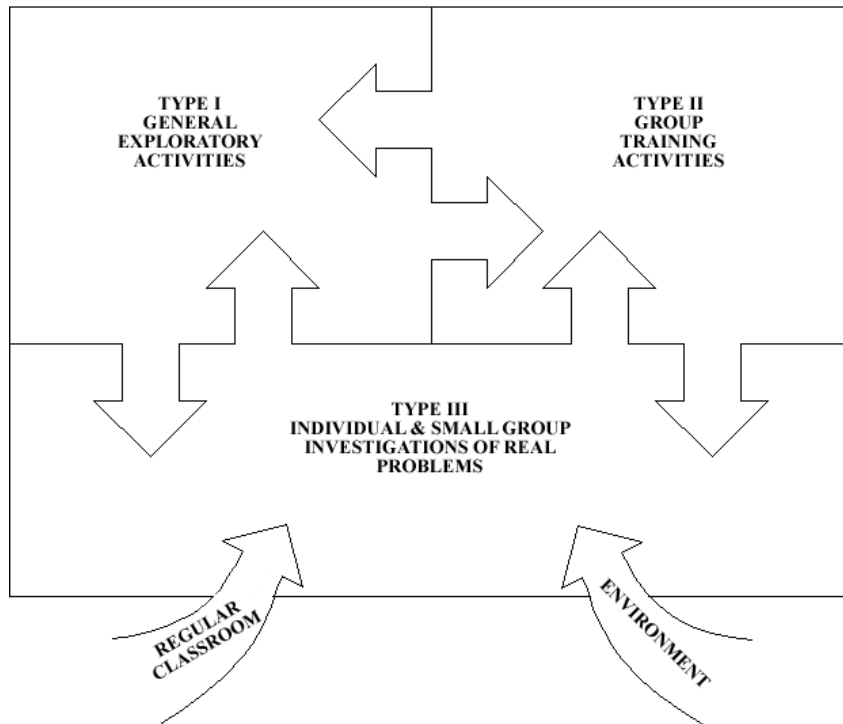 TYPE I
GENERAL
EXPLORATORY
ACTIVITIES
TYPE II
GROUP
TRAINING
ACTIVITIES
TYPE III
INDIVIDUAL & SMALL GROUP
INVESTIGATIONS OF REAL
PROBLEMS
REGULAR
CLASSROOM
ENVIRONMENT